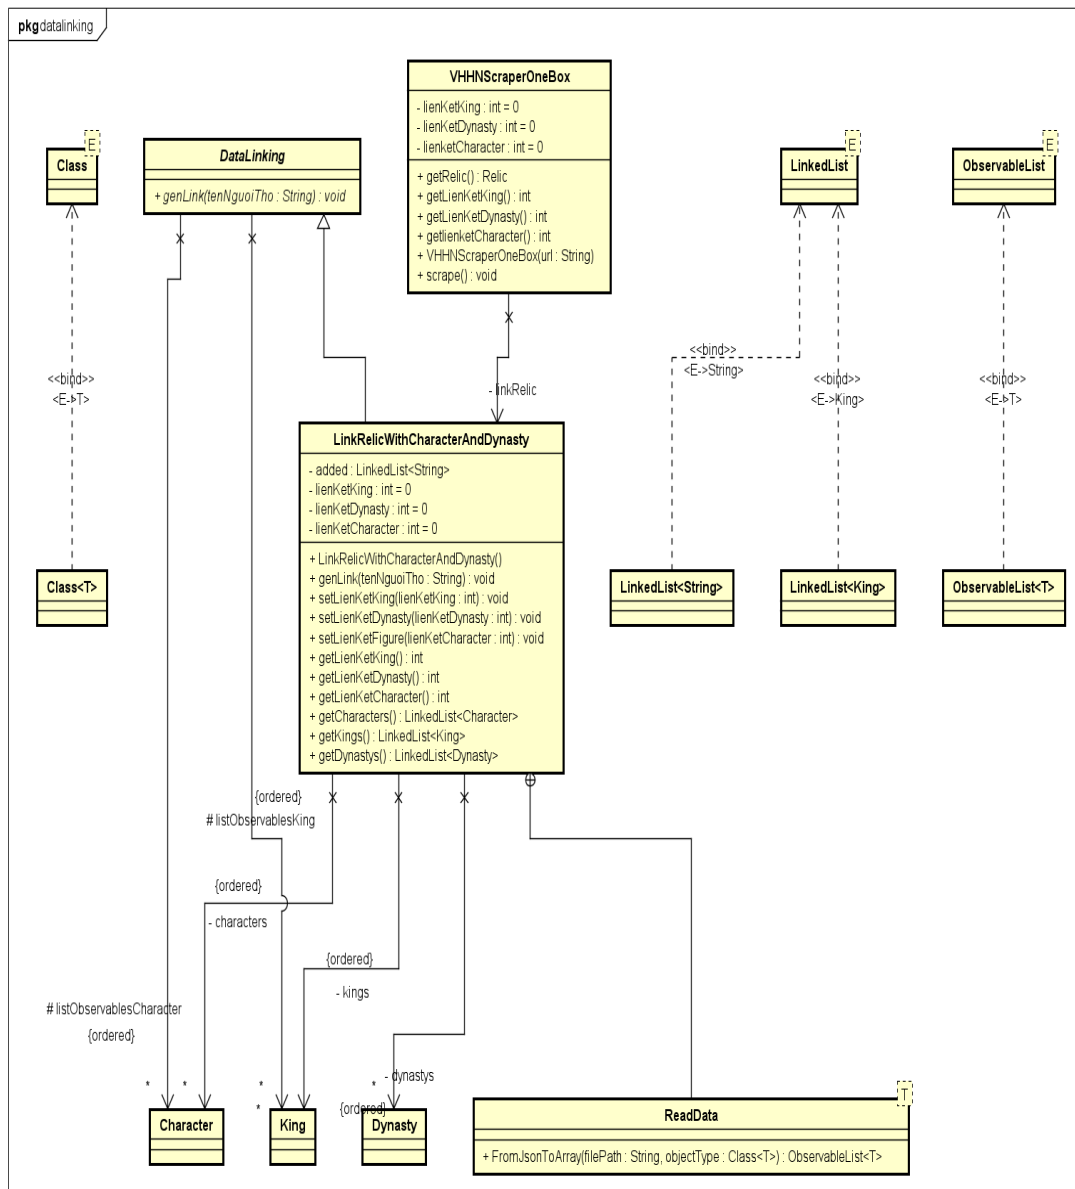 pkg datalinking
VHHNScraperOneBox
- lienKetKing : int = 0
- lienKetDynasty : int = 0
- lienketCharacter : int = 0
+ getRelic() : Relic
+ getLienKetKing() : int
+ getLienKetDynasty() : int
+ getlienketCharacter() : int
+ VHHNScraperOneBox(url : String)
+ scrape() : void
E
Class
DataLinking
+ genLink(tenNguoiTho : String) : void
E
LinkedList
E
ObservableList
- linkRelic
<<bind>>
<E->T>
<<bind>>
<E->String>
<<bind>>
<E->King>
<<bind>>
<E->T>
LinkRelicWithCharacterAndDynasty
- added : LinkedList<String>
- lienKetKing : int = 0
- lienKetDynasty : int = 0
- lienKetCharacter : int = 0
+ LinkRelicWithCharacterAndDynasty()
+ genLink(tenNguoiTho : String) : void
+ setLienKetKing(lienKetKing : int) : void
+ setLienKetDynasty(lienKetDynasty : int) : void
+ setLienKetFigure(lienKetCharacter : int) : void
+ getLienKetKing() : int
+ getLienKetDynasty() : int
+ getLienKetCharacter() : int
+ getCharacters() : LinkedList<Character>
+ getKings() : LinkedList<King>
+ getDynastys() : LinkedList<Dynasty>
Class<T>
LinkedList<String>
LinkedList<King>
ObservableList<T>
{ordered}
# listObservablesKing
{ordered}
- characters
{ordered}
- kings
# listObservablesCharacter
{ordered}
- dynastys
{ordered}
*
*
*
*
*
Character
King
Dynasty
T
ReadData
+ FromJsonToArray(filePath : String, objectType : Class<T>) : ObservableList<T>